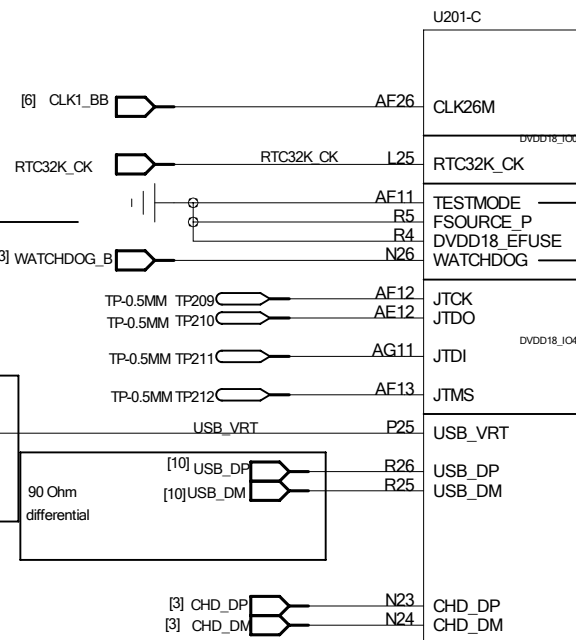 U201-C
[6] CLK1_BB AF26 CLK26M
DVDD18_IO0
RTC32K_CK RTC32K_CK L25 RTC32K_CK
AF11 TESTMODE
R5 FSOURCE_P
R4 DVDD18_EFUSE
3] WATCHDOG_B N26 WATCHDOG
TP-0.5MM TP209 AF12 JTCK
TP-0.5MM TP210 AE12 JTDO
DVDD18_IO4
TP-0.5MM TP211 AG11 JTDI
TP-0.5MM TP212 AF13 JTMS
USB_VRT P25 USB_VRT
[10] USB_DP R26 USB_DP
[10] USB_DM R25 USB_DM
90 Ohm
differential
[3] CHD_DP N23 CHD_DP
[3] CHD_DM N24 CHD_DM